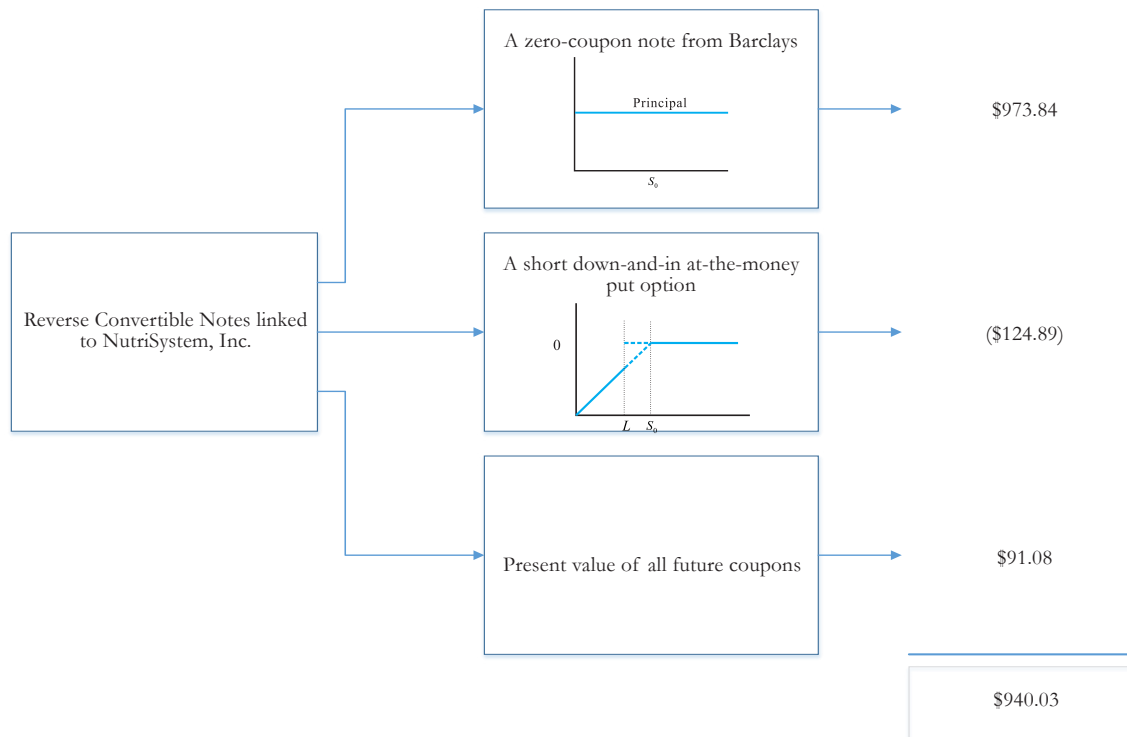 A zero-coupon note from Barclays
Principal
S₀
$973.84
Reverse Convertible Notes linked
to NutriSystem, Inc.
A short down-and-in at-the-money
put option
0
L S₀
($124.89)
Present value of all future coupons
$91.08
$940.03